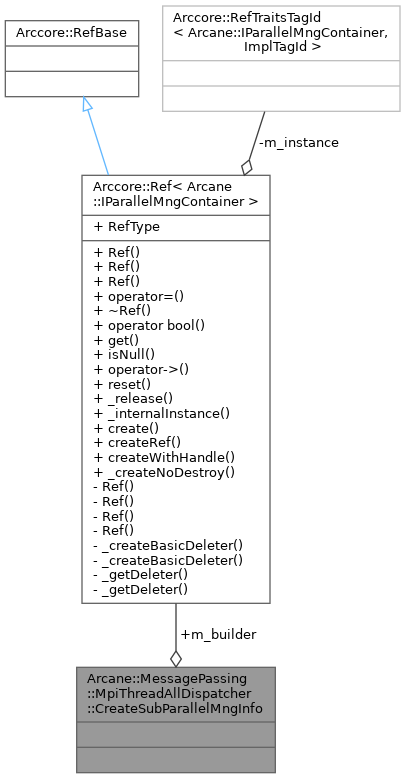 Arccore::RefBase
Arccore::RefTraitsTagId
< Arcane::IParallelMngContainer,
ImplTagId >
-m_instance
Arccore::Ref< Arcane
::IParallelMngContainer >
+ RefType
+ Ref()
+ Ref()
+ Ref()
+ operator=()
+ ~Ref()
+ operator bool()
+ get()
+ isNull()
+ operator->()
+ reset()
+ _release()
+ _internalInstance()
+ create()
+ createRef()
+ createWithHandle()
+ _createNoDestroy()
- Ref()
- Ref()
- Ref()
- Ref()
- _createBasicDeleter()
- _createBasicDeleter()
- _getDeleter()
- _getDeleter()
+m_builder
Arcane::MessagePassing
::MpiThreadAllDispatcher
::CreateSubParallelMngInfo